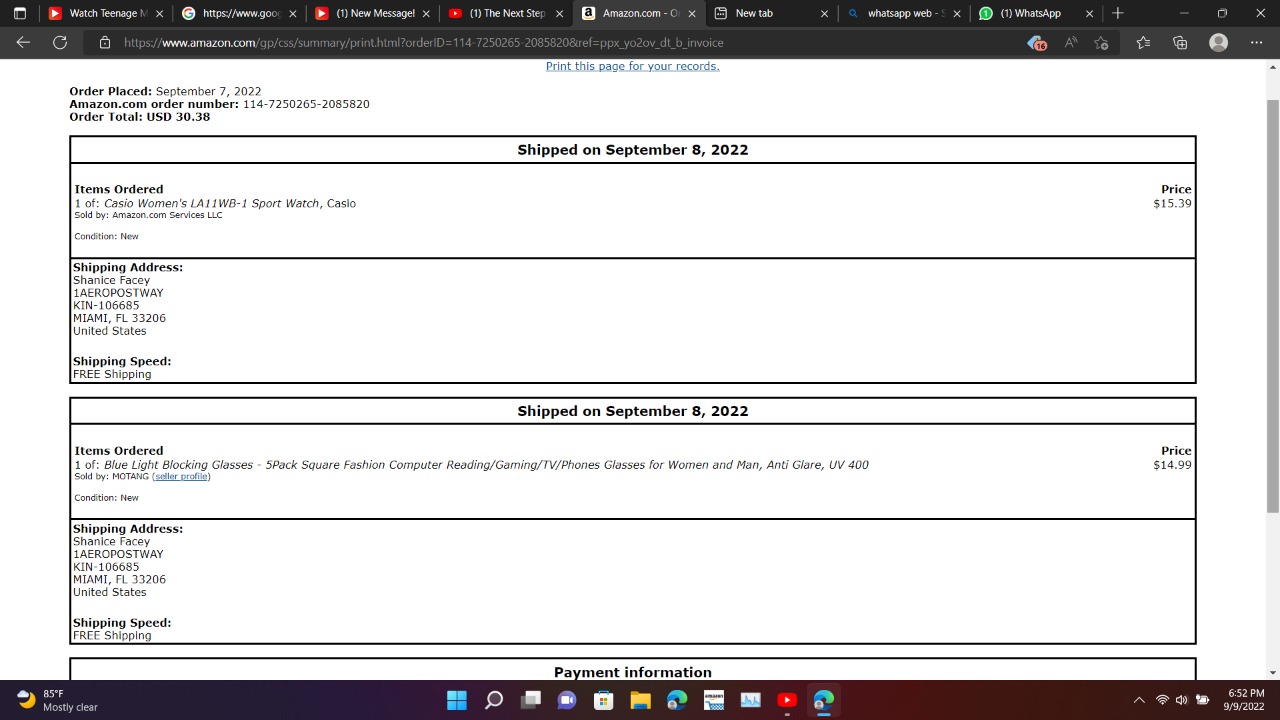 Watch Teenage M
https://www.goog
(1) New Message!
(1) The Next Step
Amazon.com - O
New tab
whatsapp web - S
(1) WhatsApp
https://www.amazon.com/gp/css/summary/print.html?orderID=114-7250265-2085820&ref=ppx_yo2ov_dt_b_invoice
16
Print this page for your records.
Order Placed: September 7, 2022
Amazon.com order number: 114-7250265-2085820
Order Total: USD 30.38
Shipped on September 8, 2022
Items Ordered Price
1 of: Casio Women's LA11WB-1 Sport Watch, Casio $15.39
Sold by: Amazon.com Services LLC
Condition: New
Shipping Address:
Shanice Facey
1AEROPOSTWAY
KIN-106685
MIAMI, FL 33206
United States
Shipping Speed:
FREE Shipping
Shipped on September 8, 2022
Items Ordered Price
1 of: Blue Light Blocking Glasses - 5Pack Square Fashion Computer Reading/Gaming/TV/Phones Glasses for Women and Man, Anti Glare, UV 400 $14.99
Sold by: MOTANG (seller profile)
Condition: New
Shipping Address:
Shanice Facey
1AEROPOSTWAY
KIN-106685
MIAMI, FL 33206
United States
Shipping Speed:
FREE Shipping
Payment information
85°F
Mostly clear
6:52 PM
9/9/2022